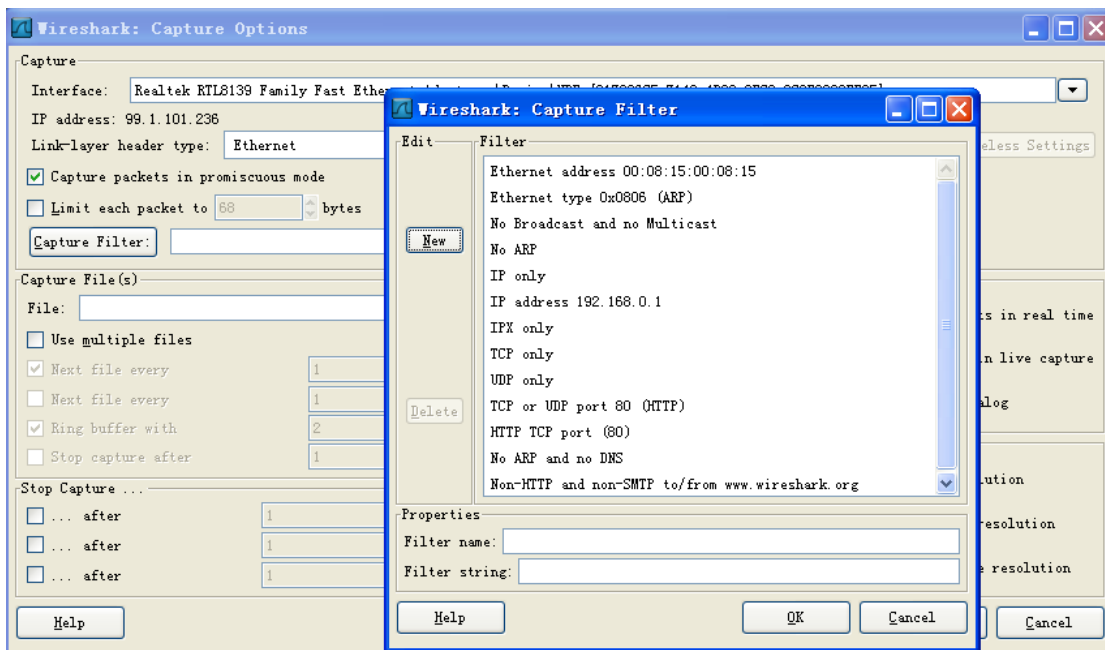 Wireshark: Capture Options
Capture
Interface: Realtek RTL8139 Family Fast
IP address: 99.1.101.236
Link-layer header type: Ethernet
eless Settings
Capture packets in promiscuous mode
Limit each packet to 68 bytes
Capture Filter:
Capture File(s)
File:
Use multiple files
Next file every 1
Next file every 1
Ring buffer with 2
Stop capture after 1
s in real time
n live capture
alog
Stop Capture ...
... after 1
... after 1
... after 1
ution
resolution
e resolution
Help
Cancel
Wireshark: Capture Filter
Edit
Filter
New
Delete
Ethernet address 00:08:15:00:08:15
Ethernet type 0x0806 (ARP)
No Broadcast and no Multicast
No ARP
IP only
IP address 192.168.0.1
IPX only
TCP only
UDP only
TCP or UDP port 80 (HTTP)
HTTP TCP port (80)
No ARP and no DNS
Non-HTTP and non-SMTP to/from www.wireshark.org
Properties
Filter name:
Filter string:
Help
OK
Cancel